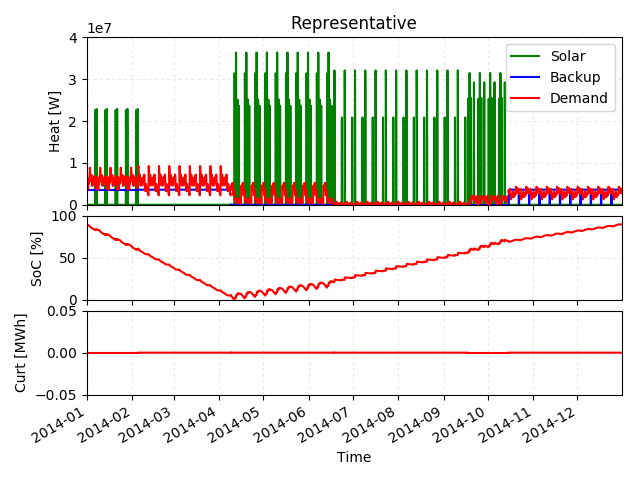 Representative
1e7
Heat [W]
4
3
2
1
0
Solar
Backup
Demand
SoC [%]
100
50
0
Curt [MWh]
0.05
0.00
−0.05
2014-01
2014-02
2014-03
2014-04
2014-05
2014-06
2014-07
2014-08
2014-09
2014-10
2014-11
2014-12
Time